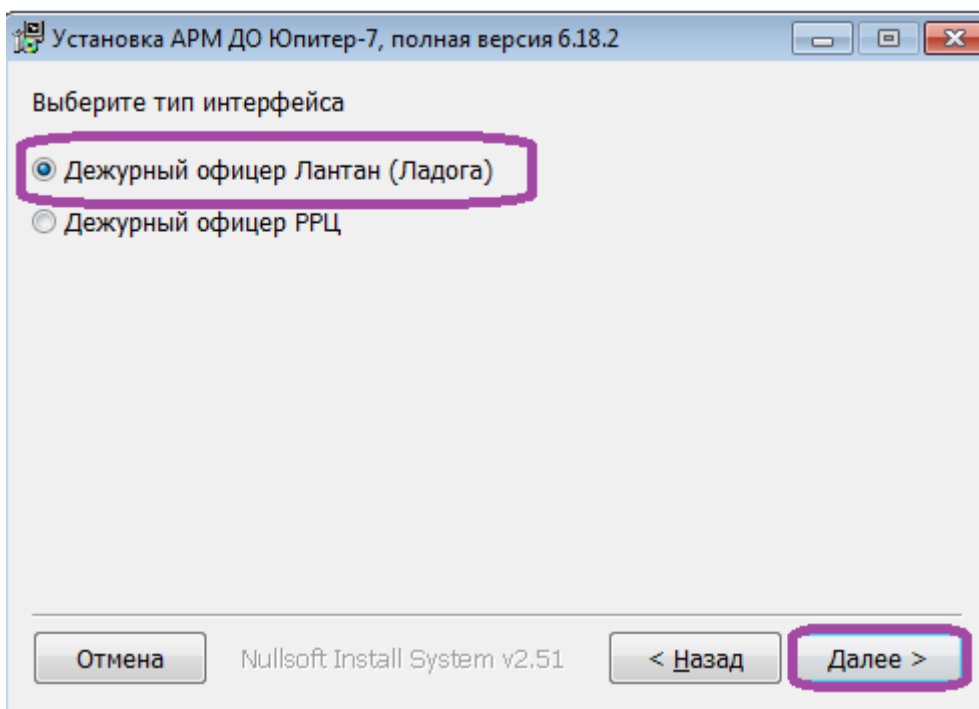 Установка АРМ ДО Юпитер-7, полная версия 6.18.2
Выберите тип интерфейса
Дежурный офицер Лантан (Ладога)
Дежурный офицер РРЦ
Отмена Nullsoft Install System v2.51 < Назад Далее >